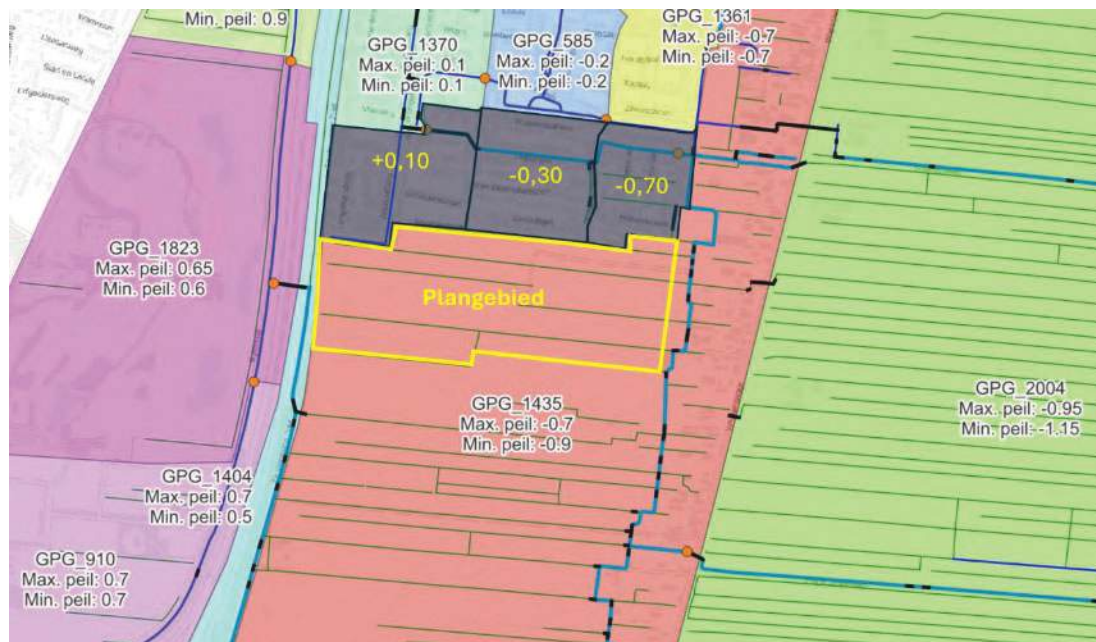 Min. peil: 0.9
GPG_1370
Max. peil: 0.1
Min. peil: 0.1
GPG_585
Max. peil: -0.2
Min. peil: -0.2
GPG_1361
Max. peil: -0.7
Min. peil: -0.7
+0,10
-0,30
-0,70
GPG_1823
Max. peil: 0.65
Min. peil: 0.6
Plangebied
GPG_1435
Max. peil: -0.7
Min. peil: -0.9
GPG_2004
Max. peil: -0.95
Min. peil: -1.15
GPG_1404
Max. peil: 0.7
Min. peil: 0.5
GPG_910
Max. peil: 0.7
Min. peil: 0.7